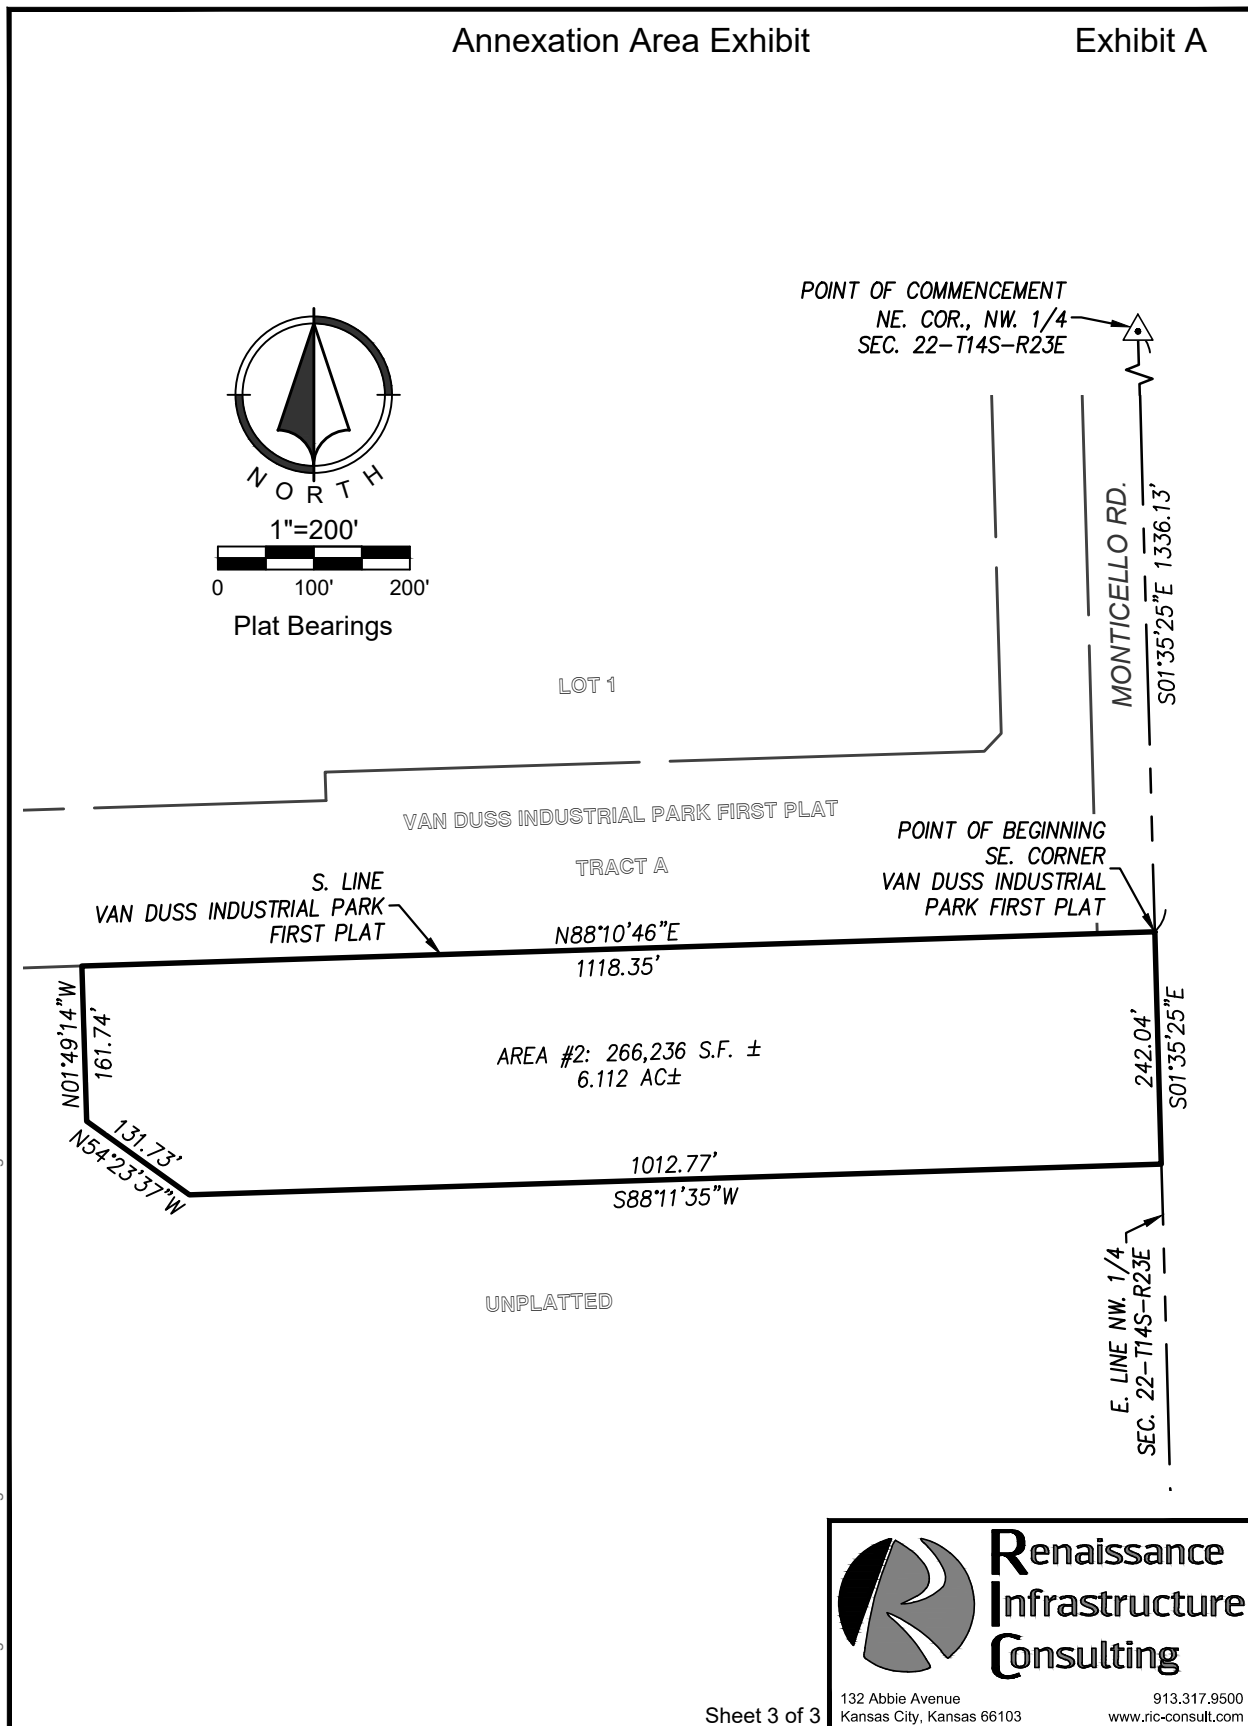 Annexation Area Exhibit
Exhibit A
POINT OF COMMENCEMENT
NE. COR., NW. 1/4
SEC. 22-T14S-R23E
NORTH
1"=200'
0 100' 200'
Plat Bearings
MONTICELLO RD.
S01°35'25"E 1336.13'
LOT 1
VAN DUSS INDUSTRIAL PARK FIRST PLAT
TRACT A
POINT OF BEGINNING
SE. CORNER
VAN DUSS INDUSTRIAL
PARK FIRST PLAT
S. LINE
VAN DUSS INDUSTRIAL PARK
FIRST PLAT
N88°10'46"E
1118.35'
N01°49'14"W
161.74'
AREA #2: 266,236 S.F. ±
6.112 AC±
242.04'
S01°35'25"E
131.73'
N54°23'37"W
1012.77'
S88°11'35"W
UNPLATTED
E. LINE NW. 1/4
SEC. 22-T14S-R23E
Renaissance
Infrastructure
Consulting
132 Abbie Avenue
Kansas City, Kansas 66103
913.317.9500
www.ric-consult.com
Sheet 3 of 3